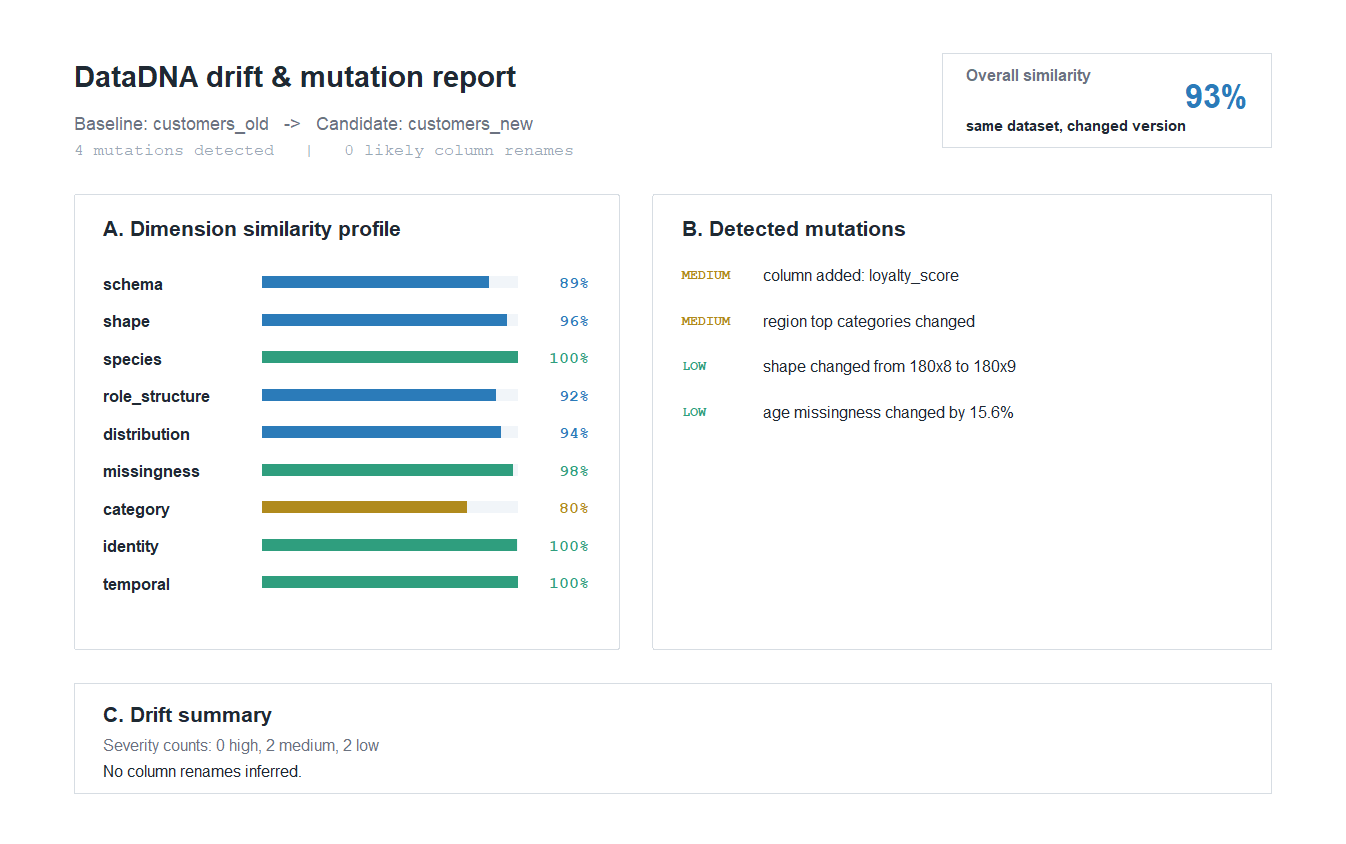 DataDNA drift & mutation report
Baseline: customers_old -> Candidate: customers_new
4 mutations detected | 0 likely column renames
Overall similarity
93%
same dataset, changed version
A. Dimension similarity profile
schema 89%
shape 96%
species 100%
role_structure 92%
distribution 94%
missingness 98%
category 80%
identity 100%
temporal 100%
B. Detected mutations
MEDIUM column added: loyalty_score
MEDIUM region top categories changed
LOW shape changed from 180x8 to 180x9
LOW age missingness changed by 15.6%
C. Drift summary
Severity counts: 0 high, 2 medium, 2 low
No column renames inferred.